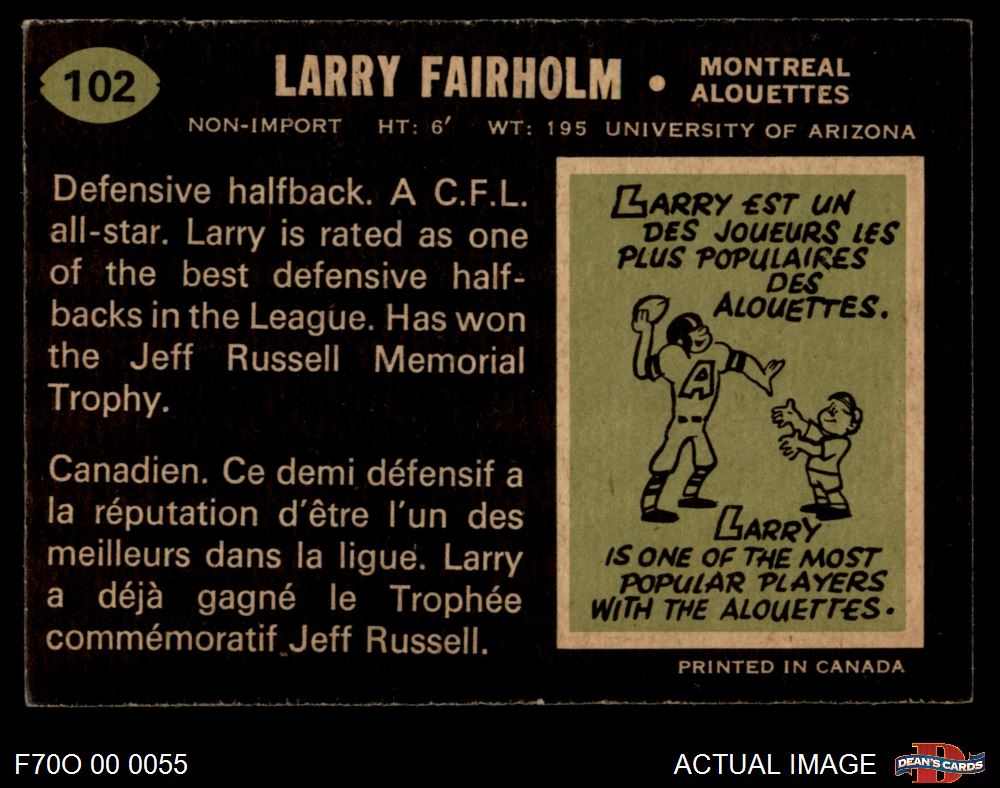 102
LARRY FAIRHOLM • MONTREAL ALOUETTES
NON-IMPORT HT: 6′ WT: 195 UNIVERSITY OF ARIZONA
Defensive halfback. A C.F.L.
all-star. Larry is rated as one
of the best defensive half-
backs in the League. Has won
the Jeff Russell Memorial
Trophy.
Canadien. Ce demi défensif a
la réputation d'être l'un des
meilleurs dans la ligue. Larry
a déjà gagné le Trophée
commémoratif Jeff Russell.
LARRY EST UN
DES JOUEURS LES
PLUS POPULAIRES
DES
ALOUETTES.
A
LARRY
IS ONE OF THE MOST
POPULAR PLAYERS
WITH THE ALOUETTES.
PRINTED IN CANADA
F70O 00 0055
ACTUAL IMAGE
D
DEAN'S CARDS